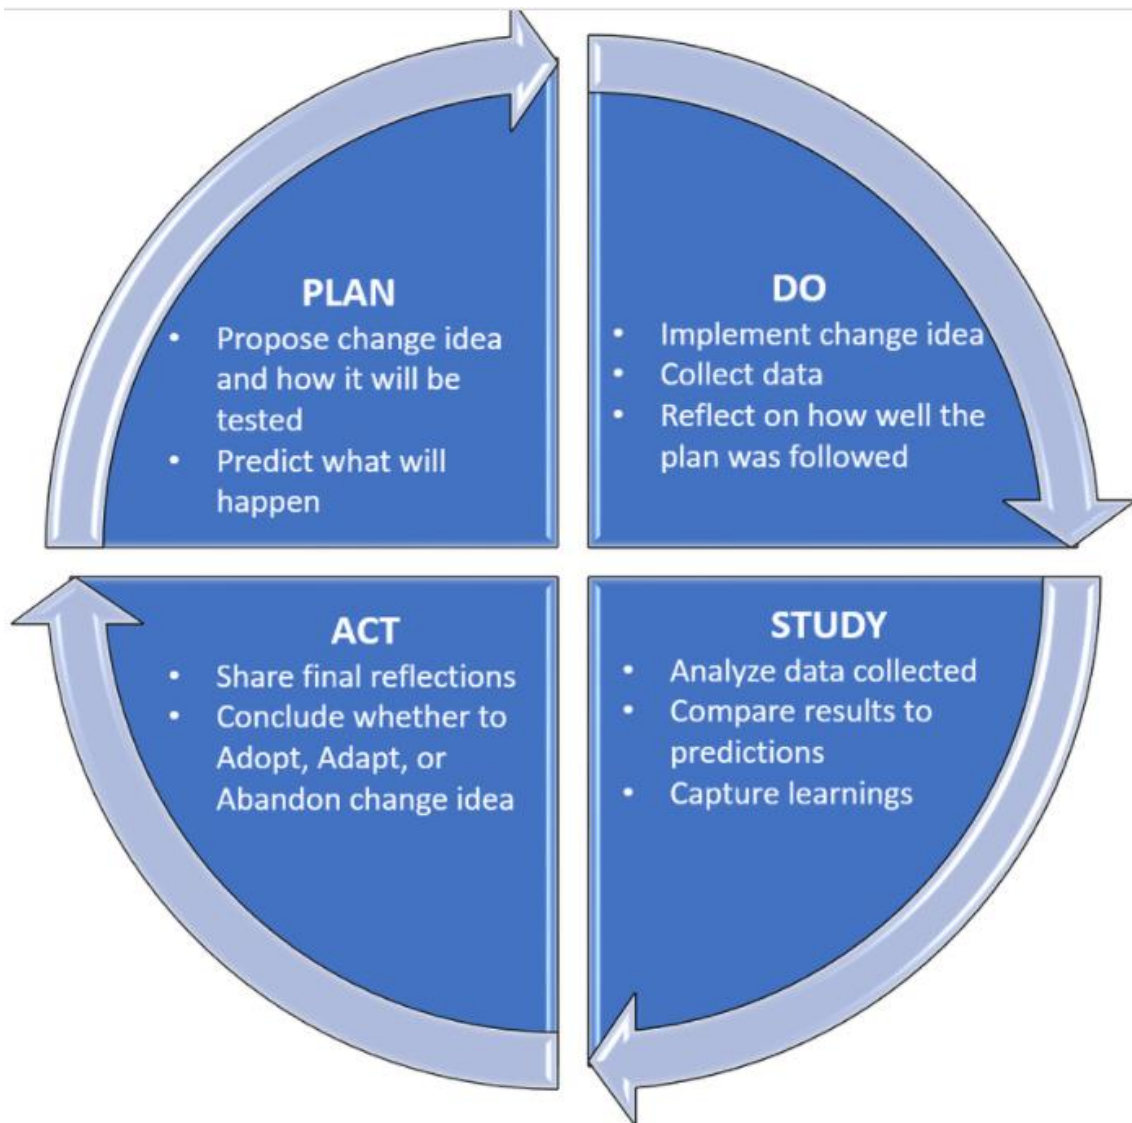 PLAN
• Propose change idea
and how it will be
tested
• Predict what will
happen
DO
• Implement change idea
• Collect data
• Reflect on how well the
plan was followed
ACT
• Share final reflections
• Conclude whether to
Adopt, Adapt, or
Abandon change idea
STUDY
• Analyze data collected
• Compare results to
predictions
• Capture learnings